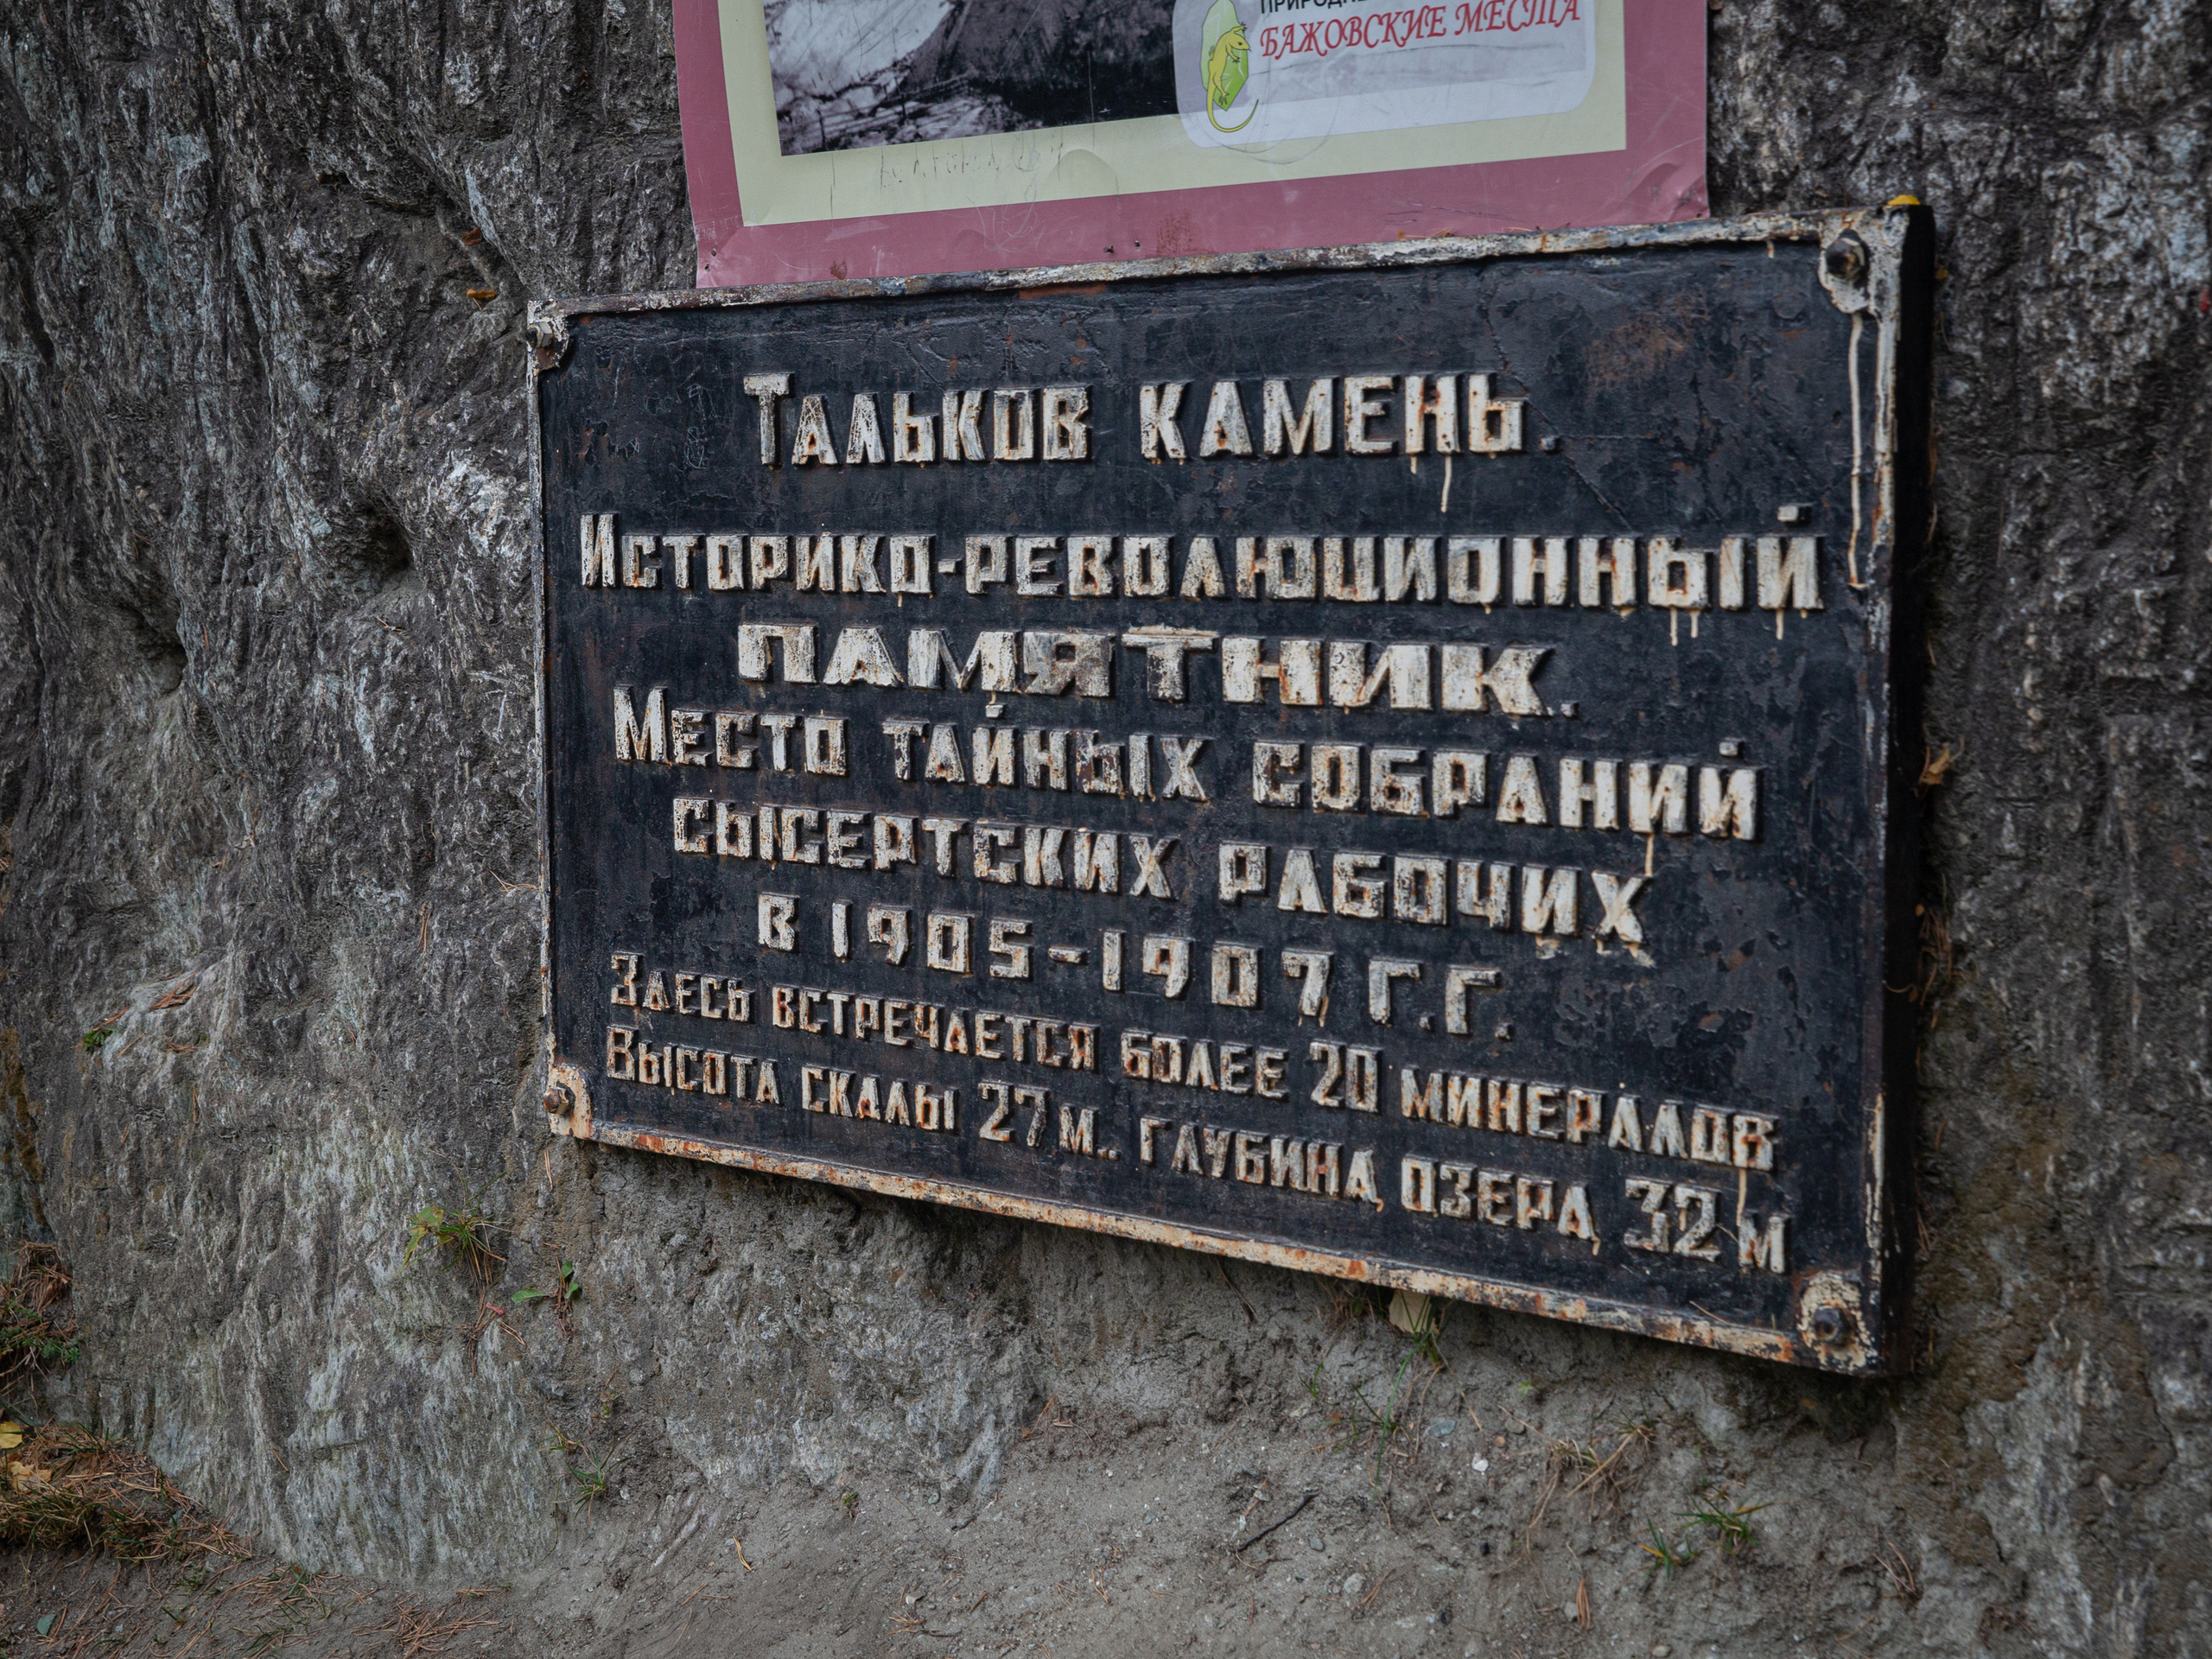 БАЖОВСКИЕ МЕСТА
Тальков камень.
Историко-революционный
памятник.
Место тайных собраний
сысертских рабочих
в 1905-1907 г.г.
Здесь встречается более 20 минералов
Высота скалы 27 м.. глубина озера 32 м